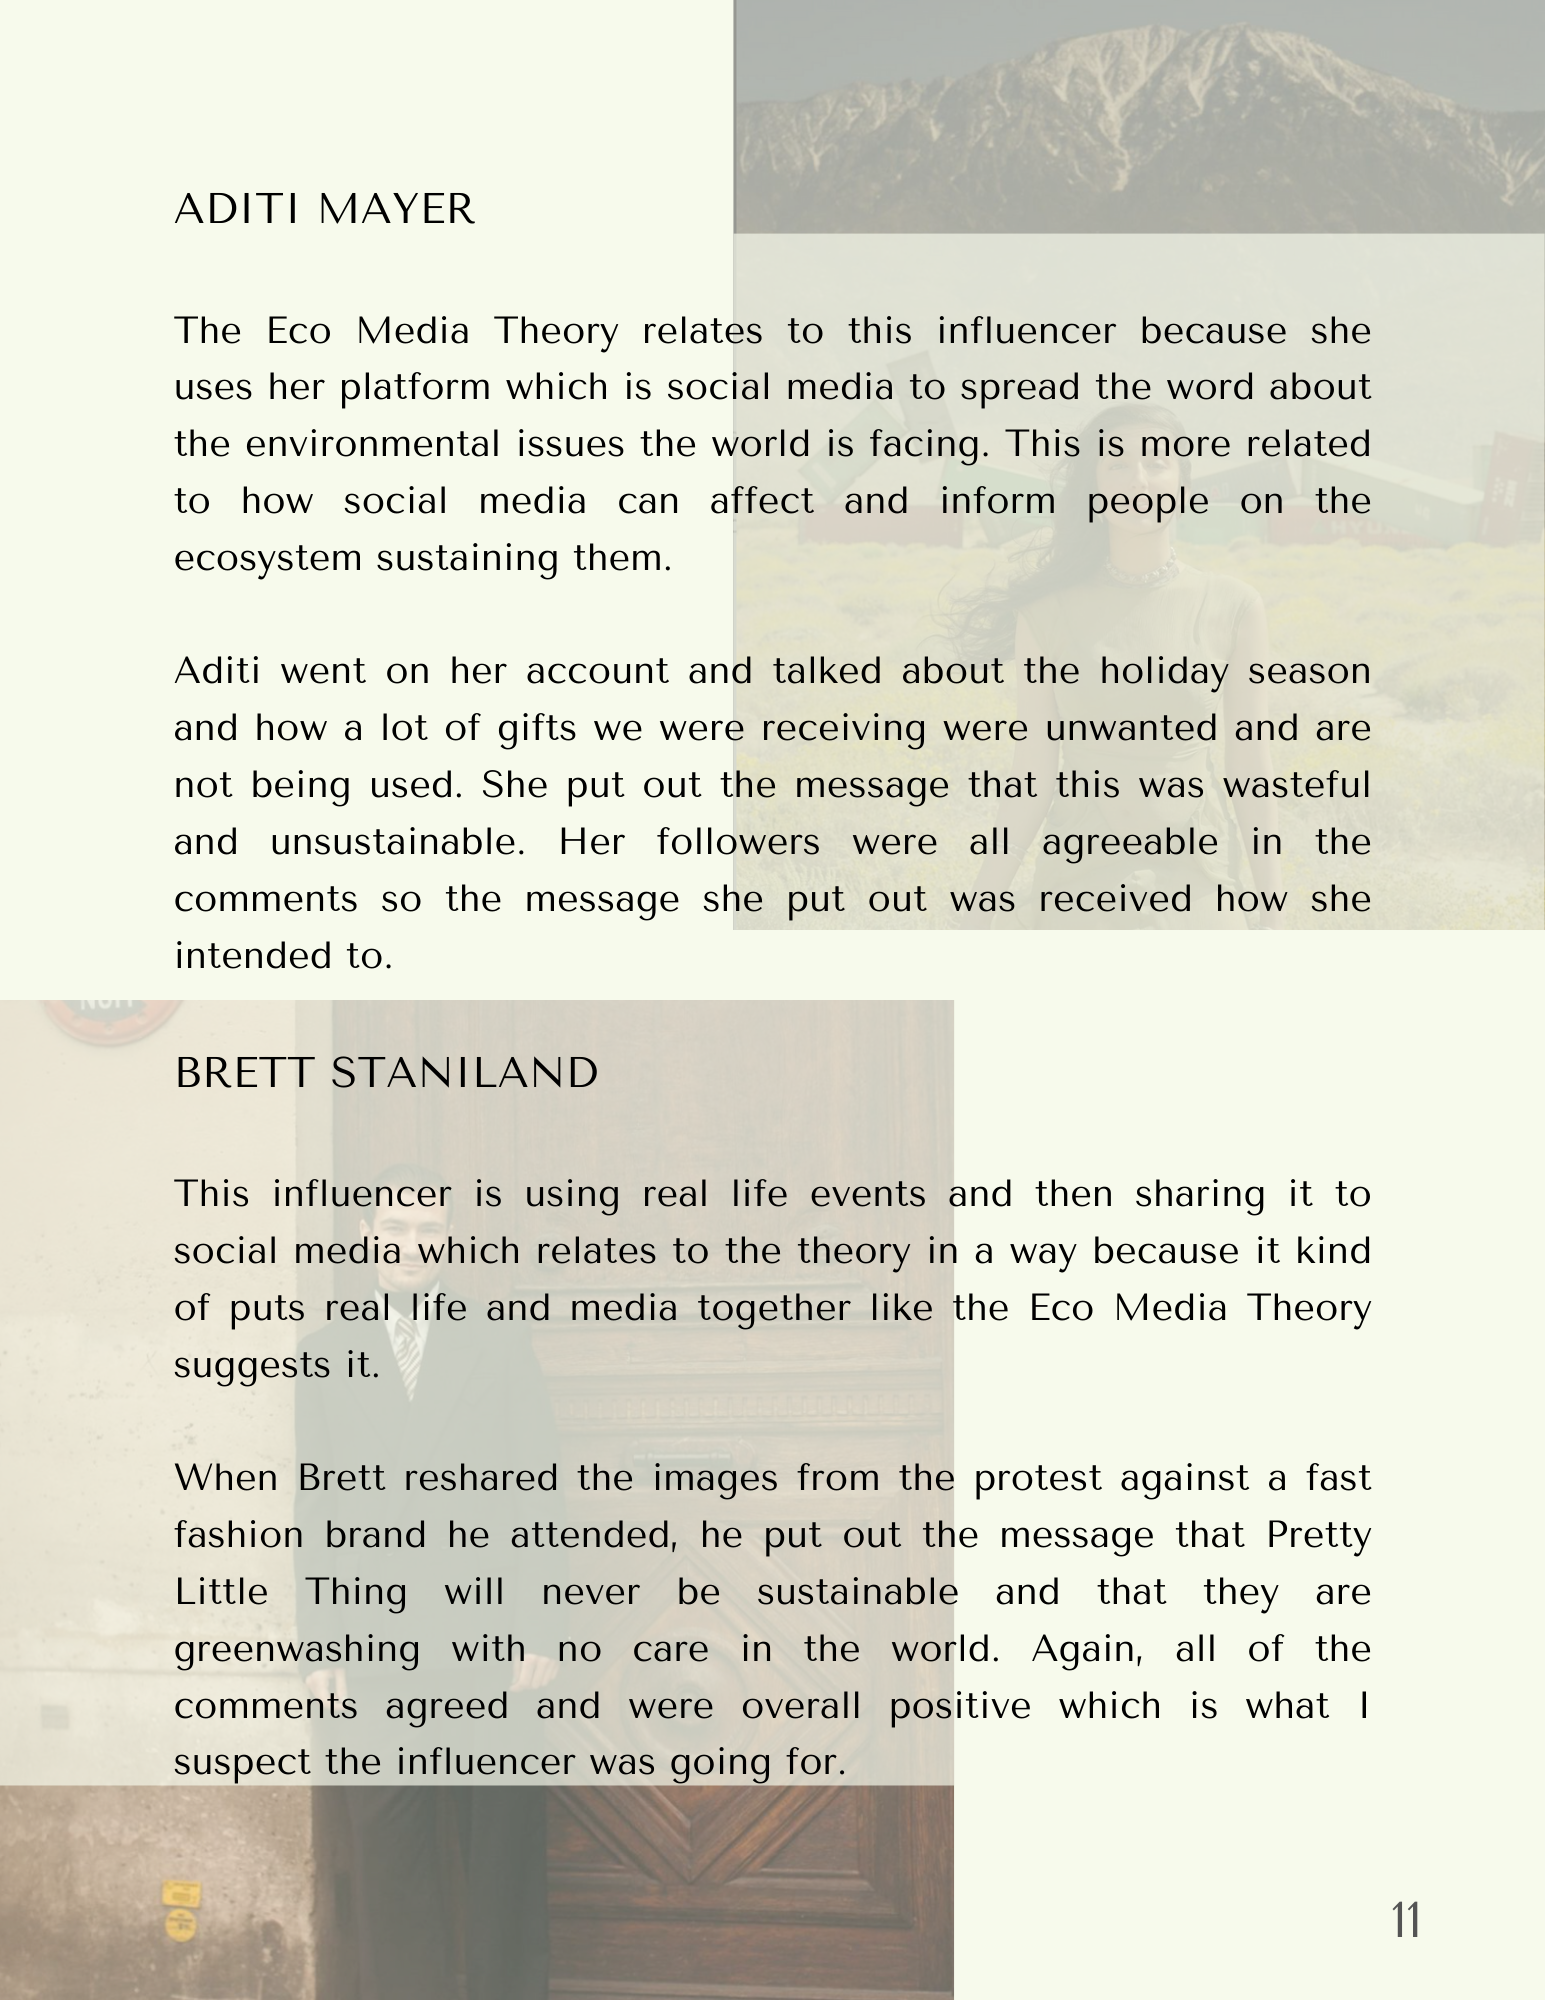 ADITI MAYER
The Eco Media Theory relates to this influencer because she
uses her platform which is social media to spread the word about
the environmental issues the world is facing. This is more related
to how social media can affect and inform people on the
ecosystem sustaining them.
Aditi went on her account and talked about the holiday season
and how a lot of gifts we were receiving were unwanted and are
not being used. She put out the message that this was wasteful
and unsustainable. Her followers were all agreeable in the
comments so the message she put out was received how she
intended to.
BRETT STANILAND
This influencer is using real life events and then sharing it to
social media which relates to the theory in a way because it kind
of puts real life and media together like the Eco Media Theory
suggests it.
When Brett reshared the images from the protest against a fast
fashion brand he attended, he put out the message that Pretty
Little Thing will never be sustainable and that they are
greenwashing with no care in the world. Again, all of the
comments agreed and were overall positive which is what I
suspect the influencer was going for.
11